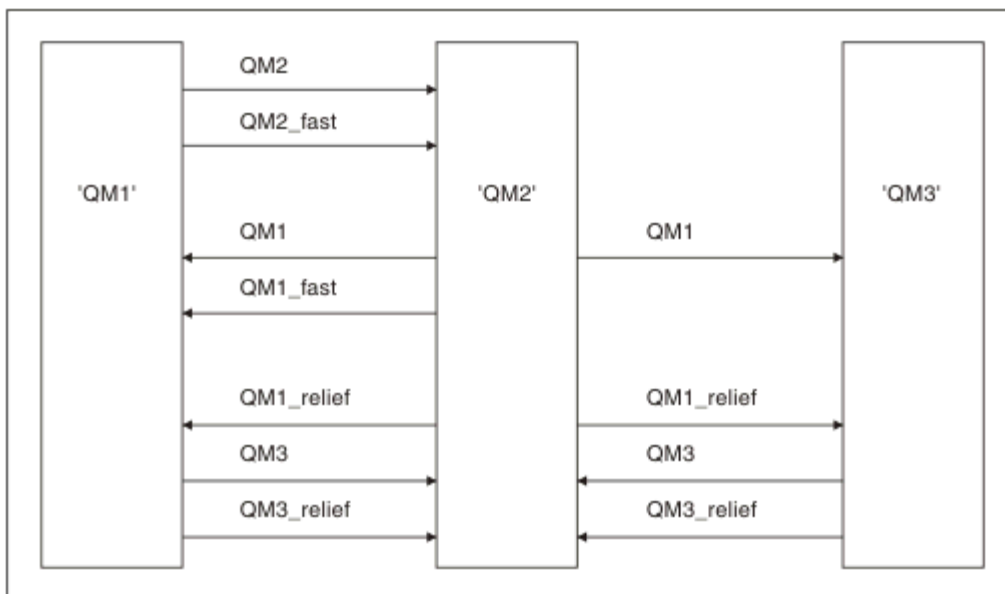 QM2
QM2_fast
'QM1' 'QM2' 'QM3'
QM1 QM1
QM1_fast
QM1_relief QM1_relief
QM3 QM3
QM3_relief QM3_relief